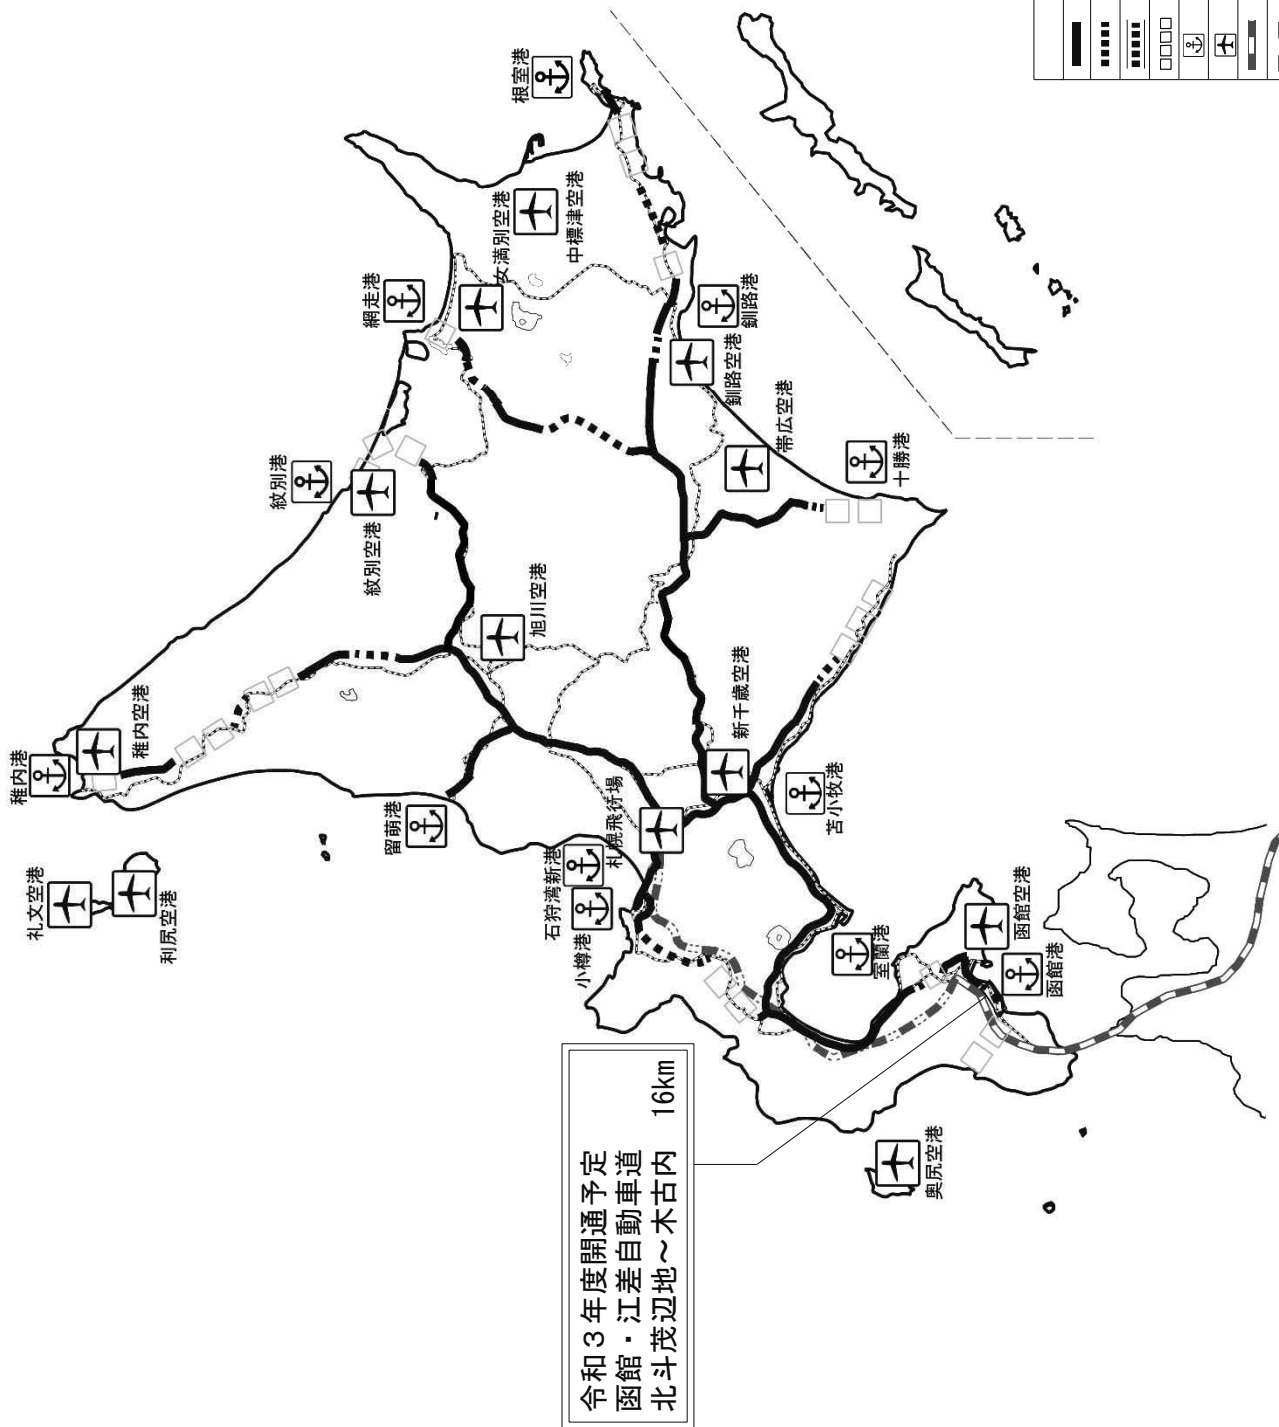 稚内港
稚内空港
礼文空港
利尻空港
紋別港
紋別空港
網走港
女満別空港
根室港
中標津空港
釧路港
釧路空港
帯広空港
十勝港
旭川空港
留萌港
石狩湾新港
小樽港
札幌飛行場
新千歳空港
苫小牧港
室蘭港
函館空港
函館港
奥尻空港
令和３年度開通予定
函館・江差自動車道
北斗茂辺地～木古内 16km